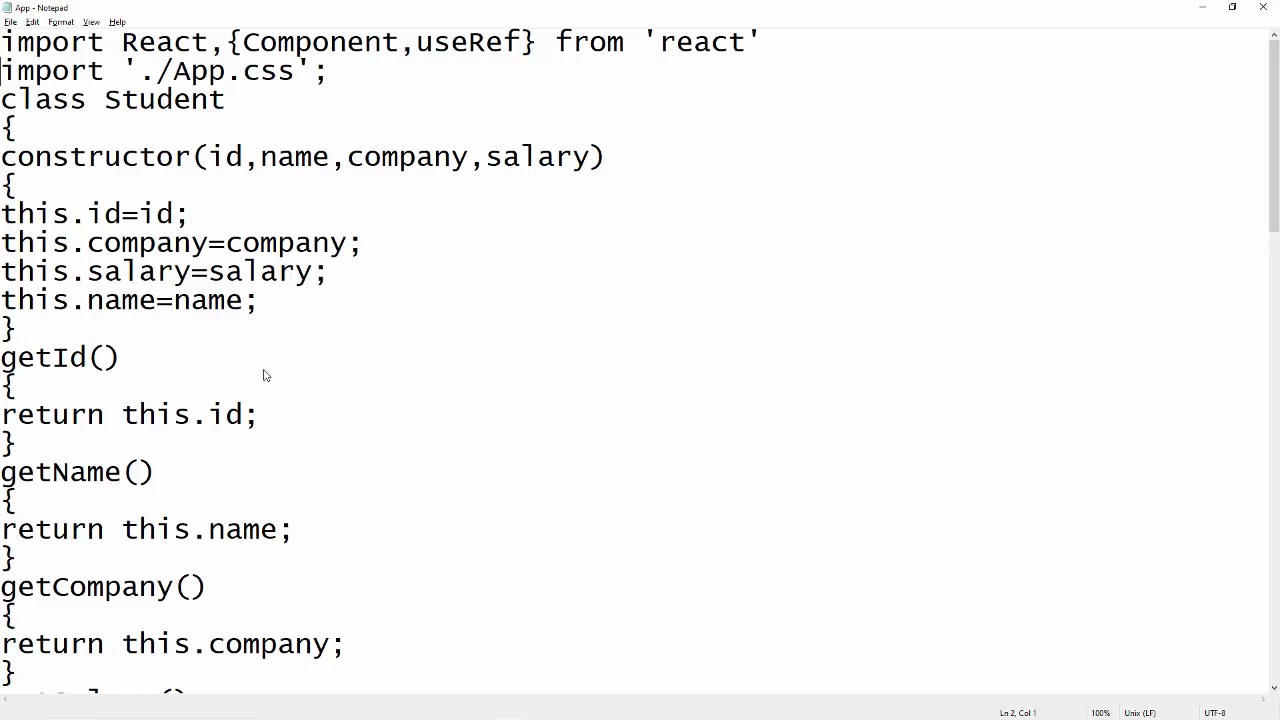 App - Notepad
File Edit Format View Help
import React,{Component,useRef} from 'react'
import './App.css';
class Student
{
constructor(id,name,company,salary)
{
this.id=id;
this.company=company;
this.salary=salary;
this.name=name;
}
getId()
{
return this.id;
}
getName()
{
return this.name;
}
getCompany()
{
return this.company;
}
Ln 2, Col 1 100% Unix (LF) UTF-8